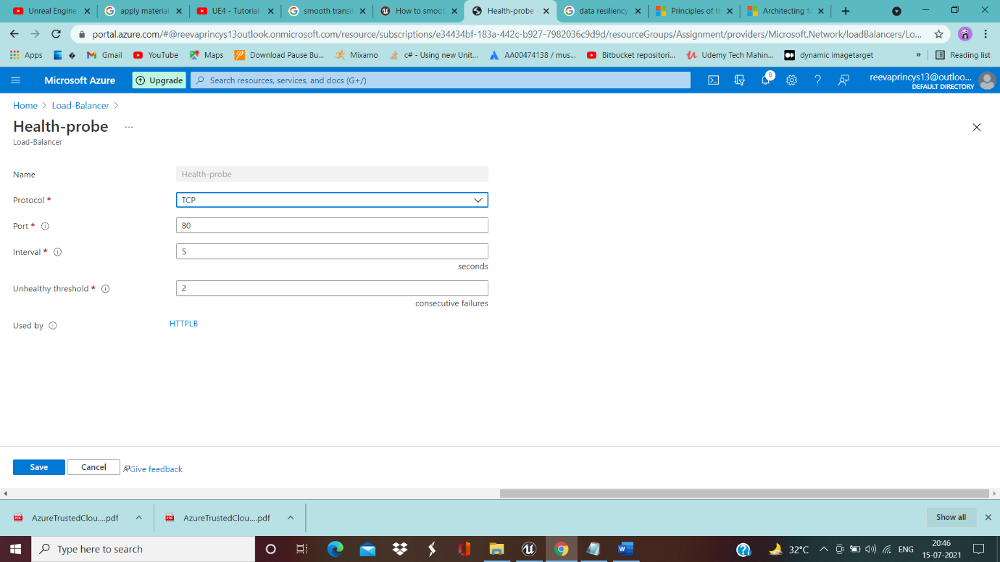 Unreal Engine
apply material
UE4 - Tutorial
smooth transit
How to smoot
Health-probe
data resiliency
Principles of th
Architecting fo
portal.azure.com/#@reevaprincys13outlook.onmicrosoft.com/resource/subscriptions/e34434bf-183a-442c-b927-7982036c9d9d/resourceGroups/Assignment/providers/Microsoft.Network/loadBalancers/Lo...
Apps
Gmail
YouTube
Maps
Download Pause Bu...
Mixamo
c# - Using new Unit...
AA00474138 / mus...
Bitbucket repositori...
Udemy Tech Mahin...
dynamic imagetarget
»
Reading list
Microsoft Azure
Upgrade
Search resources, services, and docs (G+/)
8
reevaprincys13@outloo...
DEFAULT DIRECTORY
Home > Load-Balancer >
Health-probe ...
Load-Balancer
Name
Health-probe
Protocol *
TCP
Port *
80
Interval *
5
seconds
Unhealthy threshold *
2
consecutive failures
Used by
HTTPLB
Save
Cancel
Give feedback
AzureTrustedClou....pdf
AzureTrustedClou....pdf
Show all
Type here to search
32°C
ENG
20:46
15-07-2021